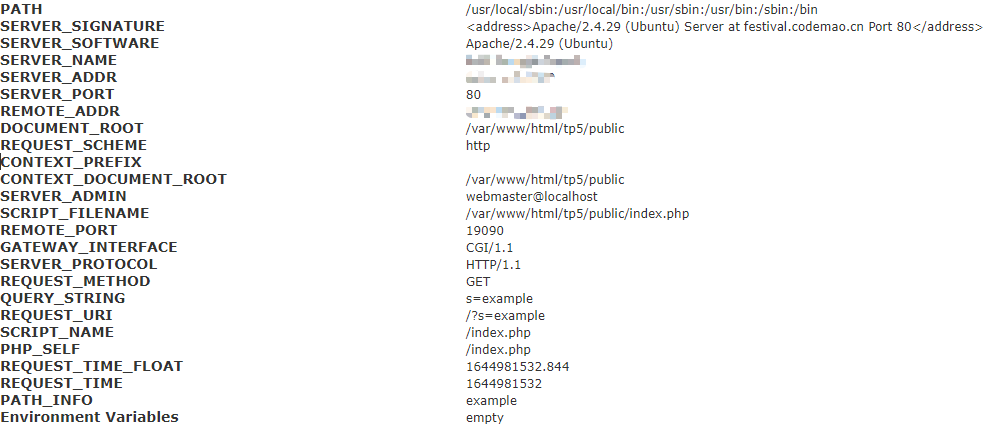 PATH /usr/local/sbin:/usr/local/bin:/usr/sbin:/usr/bin:/sbin:/bin
SERVER_SIGNATURE <address>Apache/2.4.29 (Ubuntu) Server at festival.codemao.cn Port 80</address>
SERVER_SOFTWARE Apache/2.4.29 (Ubuntu)
SERVER_NAME
SERVER_ADDR
SERVER_PORT 80
REMOTE_ADDR
DOCUMENT_ROOT /var/www/html/tp5/public
REQUEST_SCHEME http
CONTEXT_PREFIX
CONTEXT_DOCUMENT_ROOT /var/www/html/tp5/public
SERVER_ADMIN webmaster@localhost
SCRIPT_FILENAME /var/www/html/tp5/public/index.php
REMOTE_PORT 19090
GATEWAY_INTERFACE CGI/1.1
SERVER_PROTOCOL HTTP/1.1
REQUEST_METHOD GET
QUERY_STRING s=example
REQUEST_URI /?s=example
SCRIPT_NAME /index.php
PHP_SELF /index.php
REQUEST_TIME_FLOAT 1644981532.844
REQUEST_TIME 1644981532
PATH_INFO example
Environment Variables empty